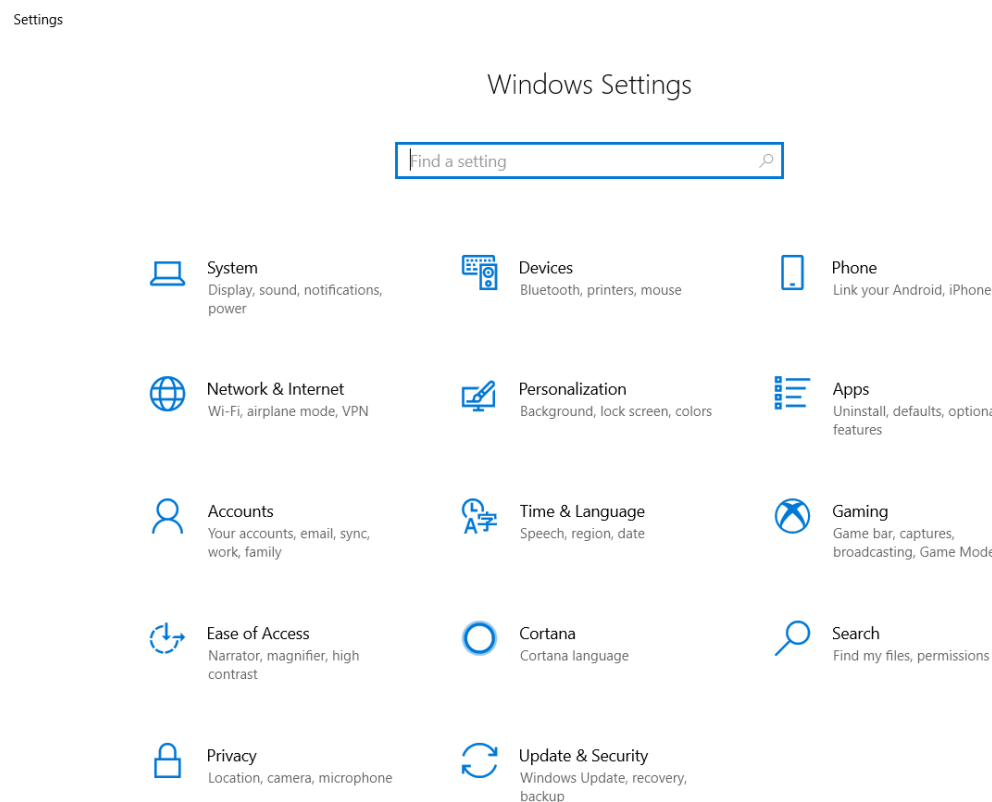 Settings
Windows Settings
Find a setting
System
Display, sound, notifications,
power
Devices
Bluetooth, printers, mouse
Phone
Link your Android, iPhone
Network & Internet
Wi-Fi, airplane mode, VPN
Personalization
Background, lock screen, colors
Apps
Uninstall, defaults, optiona
features
Accounts
Your accounts, email, sync,
work, family
Time & Language
Speech, region, date
Gaming
Game bar, captures,
broadcasting, Game Mode
Ease of Access
Narrator, magnifier, high
contrast
Cortana
Cortana language
Search
Find my files, permissions
Privacy
Location, camera, microphone
Update & Security
Windows Update, recovery,
backup